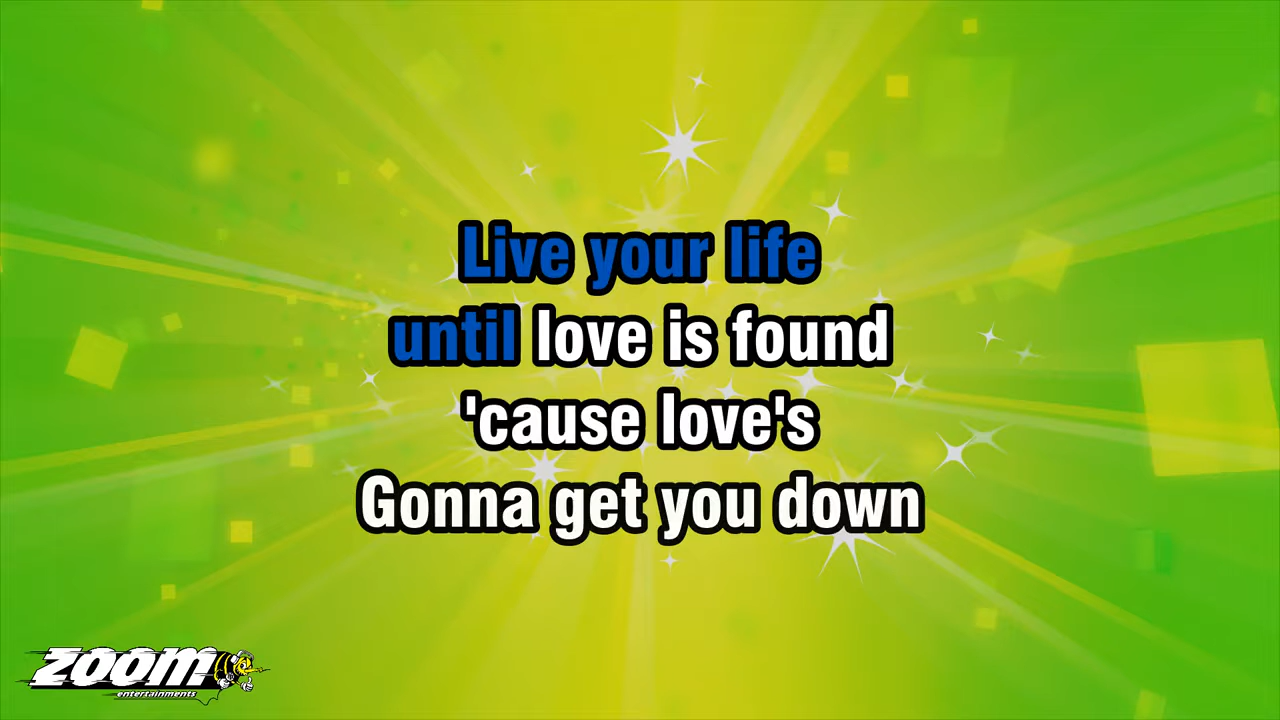 Live your life
until love is found
'cause love's
Gonna get you down
zoom
entertainments